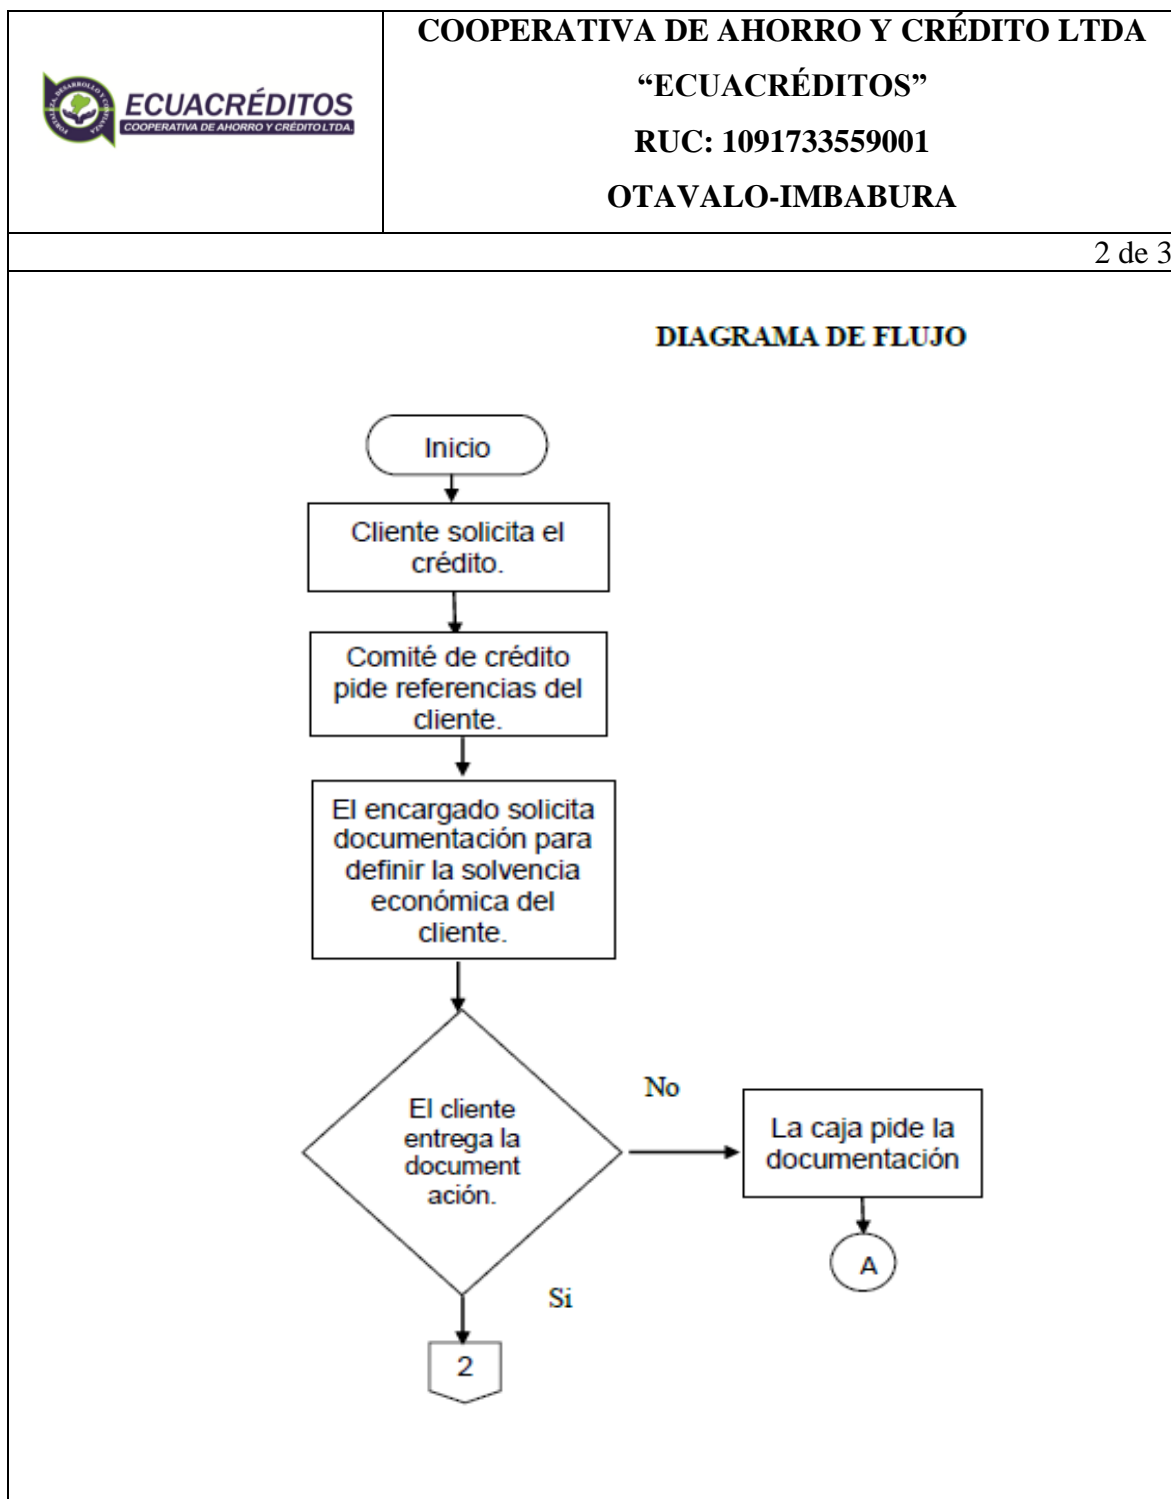 COOPERATIVA DE AHORRO Y CRÉDITO LTDA
“ECUACRÉDITOS”
RUC: 1091733559001
OTAVALO-IMBABURA
FORTALEZA, DESARROLLO Y CONFIANZA
ECUACRÉDITOS
COOPERATIVA DE AHORRO Y CRÉDITO LTDA.
2 de 3
DIAGRAMA DE FLUJO
Inicio
Cliente solicita el
crédito.
Comité de crédito
pide referencias del
cliente.
El encargado solicita
documentación para
definir la solvencia
económica del
cliente.
El cliente
entrega la
document
ación.
No
La caja pide la
documentación
A
Si
2